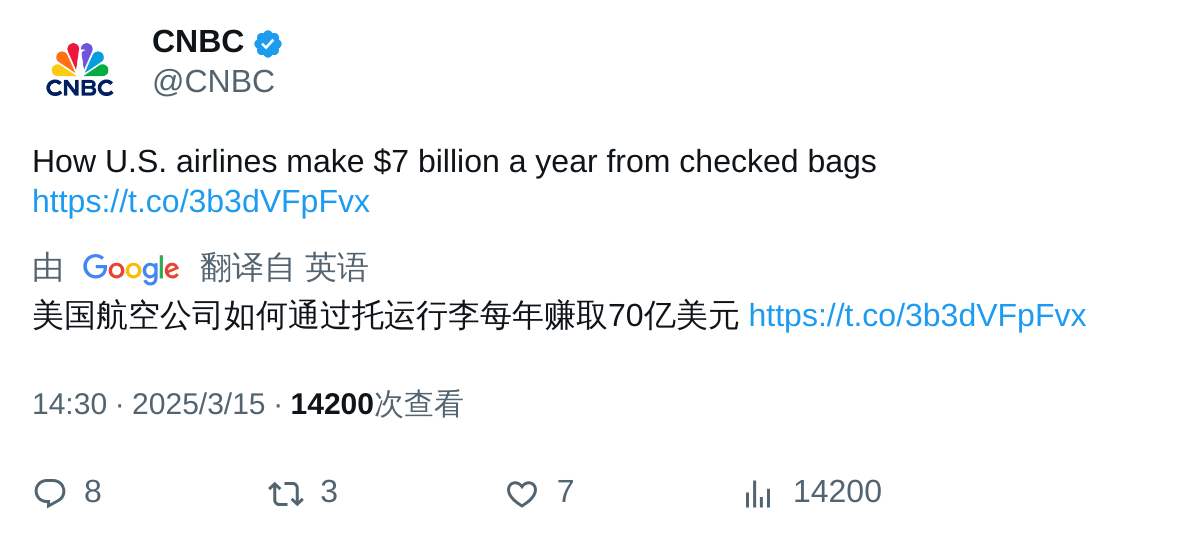 CNBC
CNBC
@CNBC
How U.S. airlines make $7 billion a year from checked bags
https://t.co/3b3dVFpFvx
由 Google 翻译自 英语
美国航空公司如何通过托运行李每年赚取70亿美元 https://t.co/3b3dVFpFvx
14:30 · 2025/3/15 · 14200次查看
8 3 7 14200